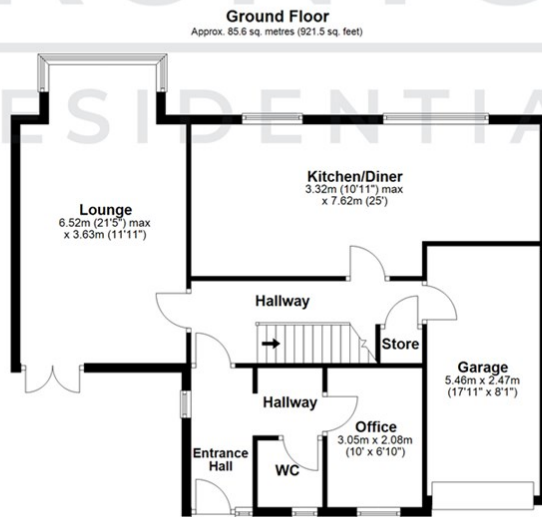 Ground Floor
Approx. 85.6 sq. metres (921.5 sq. feet)
RESIDENTIA
Kitchen/Diner
3.32m (10'11") max
x 7.62m (25')
Lounge
6.52m (21'5") max
x 3.63m (11'11")
Hallway
Store
Garage
5.46m x 2.47m
(17'11" x 8'1")
Hallway
Office
3.05m x 2.08m
(10' x 6'10")
Entrance
Hall
WC